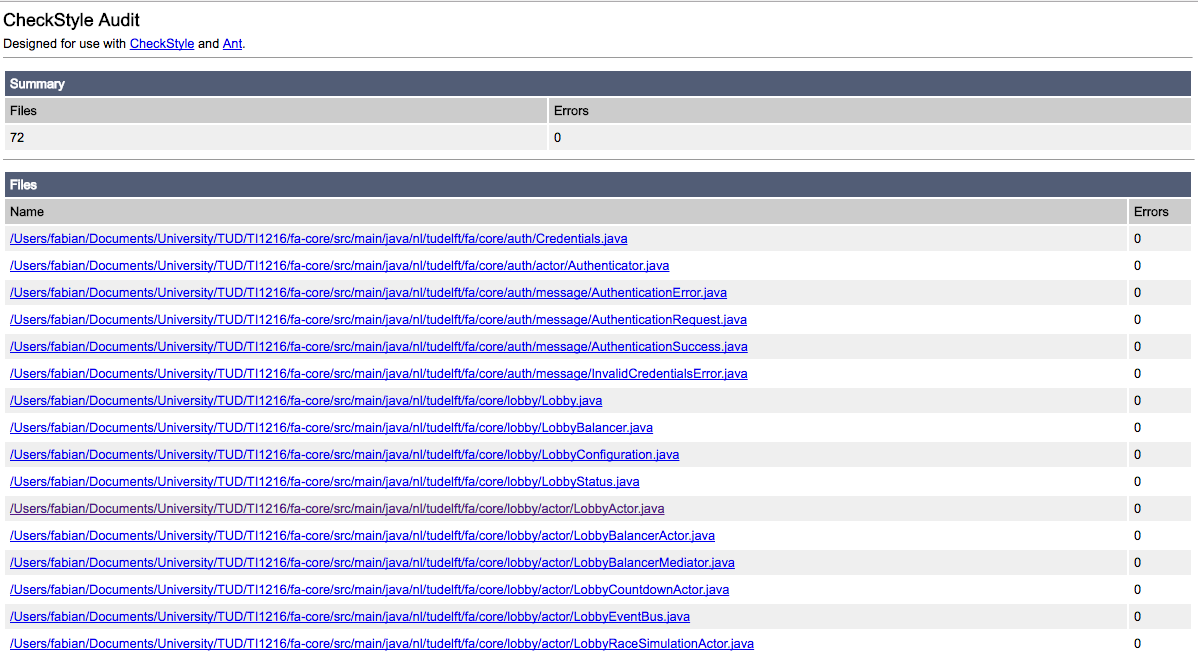 CheckStyle Audit
Designed for use with CheckStyle and Ant.
Summary
Files Errors
72 0
Files
Name Errors
/Users/fabian/Documents/University/TUD/TI1216/fa-core/src/main/java/nl/tudelft/fa/core/auth/Credentials.java 0
/Users/fabian/Documents/University/TUD/TI1216/fa-core/src/main/java/nl/tudelft/fa/core/auth/actor/Authenticator.java 0
/Users/fabian/Documents/University/TUD/TI1216/fa-core/src/main/java/nl/tudelft/fa/core/auth/message/AuthenticationError.java 0
/Users/fabian/Documents/University/TUD/TI1216/fa-core/src/main/java/nl/tudelft/fa/core/auth/message/AuthenticationRequest.java 0
/Users/fabian/Documents/University/TUD/TI1216/fa-core/src/main/java/nl/tudelft/fa/core/auth/message/AuthenticationSuccess.java 0
/Users/fabian/Documents/University/TUD/TI1216/fa-core/src/main/java/nl/tudelft/fa/core/auth/message/InvalidCredentialsError.java 0
/Users/fabian/Documents/University/TUD/TI1216/fa-core/src/main/java/nl/tudelft/fa/core/lobby/Lobby.java 0
/Users/fabian/Documents/University/TUD/TI1216/fa-core/src/main/java/nl/tudelft/fa/core/lobby/LobbyBalancer.java 0
/Users/fabian/Documents/University/TUD/TI1216/fa-core/src/main/java/nl/tudelft/fa/core/lobby/LobbyConfiguration.java 0
/Users/fabian/Documents/University/TUD/TI1216/fa-core/src/main/java/nl/tudelft/fa/core/lobby/LobbyStatus.java 0
/Users/fabian/Documents/University/TUD/TI1216/fa-core/src/main/java/nl/tudelft/fa/core/lobby/actor/LobbyActor.java 0
/Users/fabian/Documents/University/TUD/TI1216/fa-core/src/main/java/nl/tudelft/fa/core/lobby/actor/LobbyBalancerActor.java 0
/Users/fabian/Documents/University/TUD/TI1216/fa-core/src/main/java/nl/tudelft/fa/core/lobby/actor/LobbyBalancerMediator.java 0
/Users/fabian/Documents/University/TUD/TI1216/fa-core/src/main/java/nl/tudelft/fa/core/lobby/actor/LobbyCountdownActor.java 0
/Users/fabian/Documents/University/TUD/TI1216/fa-core/src/main/java/nl/tudelft/fa/core/lobby/actor/LobbyEventBus.java 0
/Users/fabian/Documents/University/TUD/TI1216/fa-core/src/main/java/nl/tudelft/fa/core/lobby/actor/LobbyRaceSimulationActor.java 0